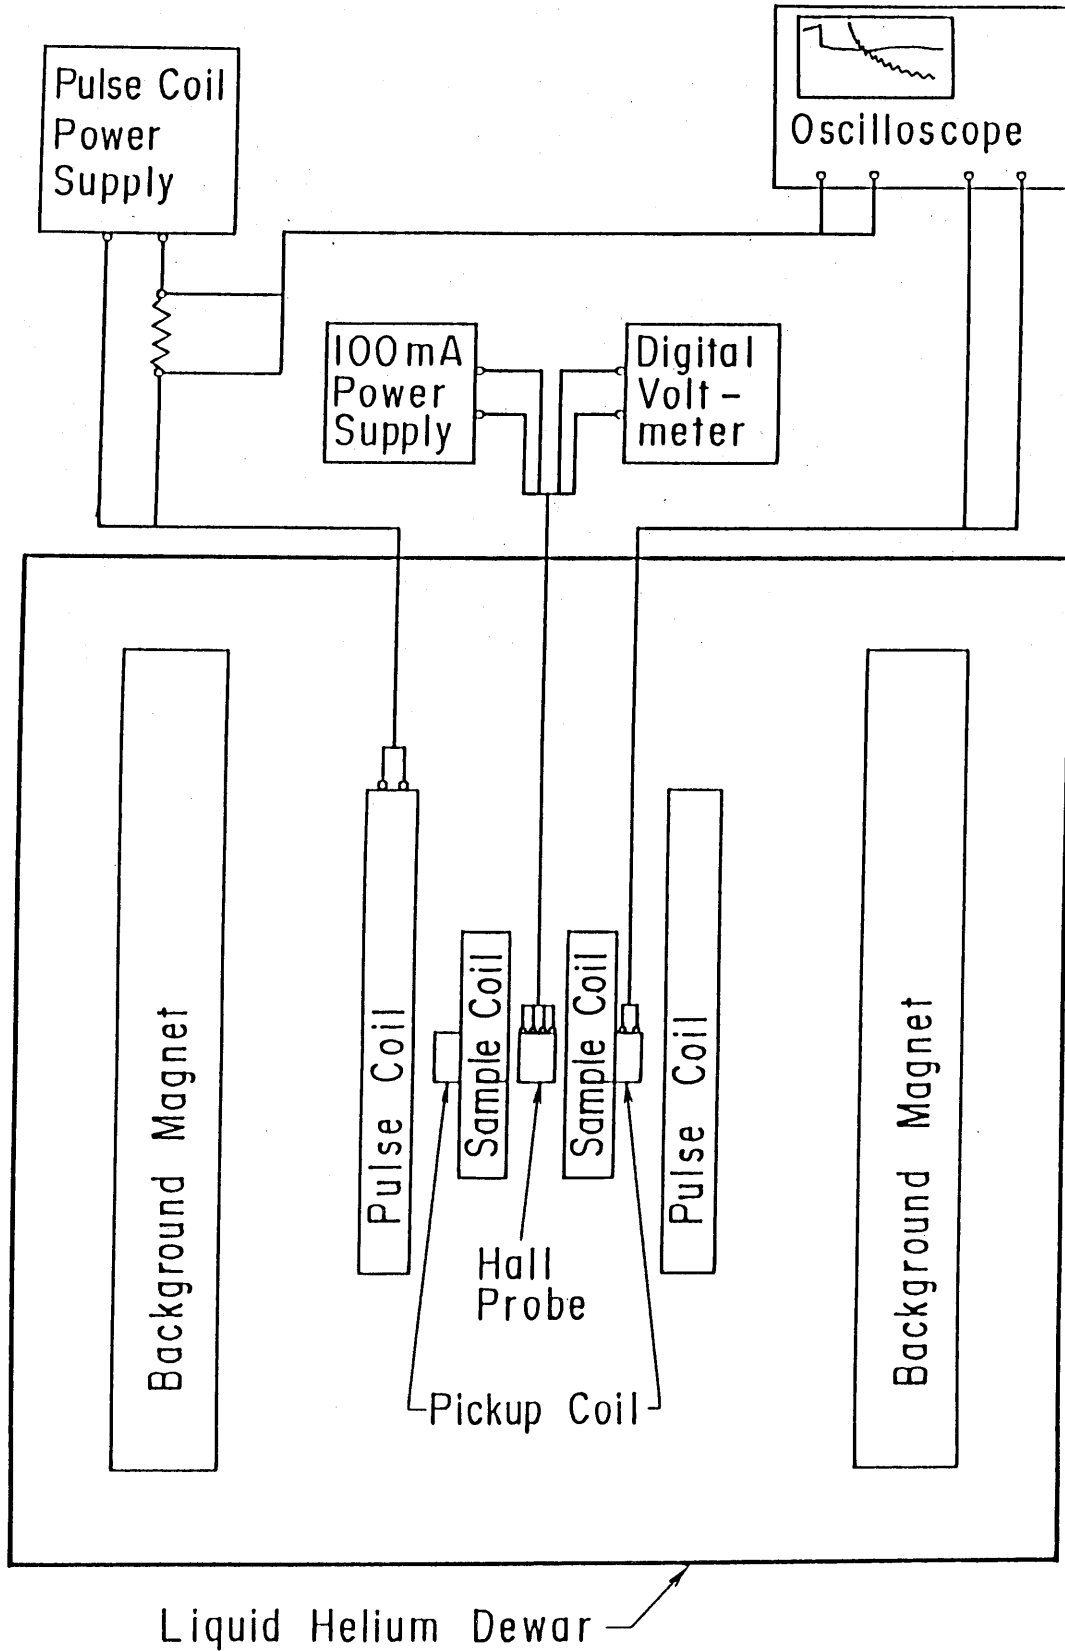 Pulse Coil
Power
Supply
Oscilloscope
100mA
Power
Supply
Digital
Volt-
meter
Background Magnet
Pulse Coil
Sample Coil
Sample Coil
Pulse Coil
Background Magnet
Hall
Probe
Pickup Coil
Liquid Helium Dewar